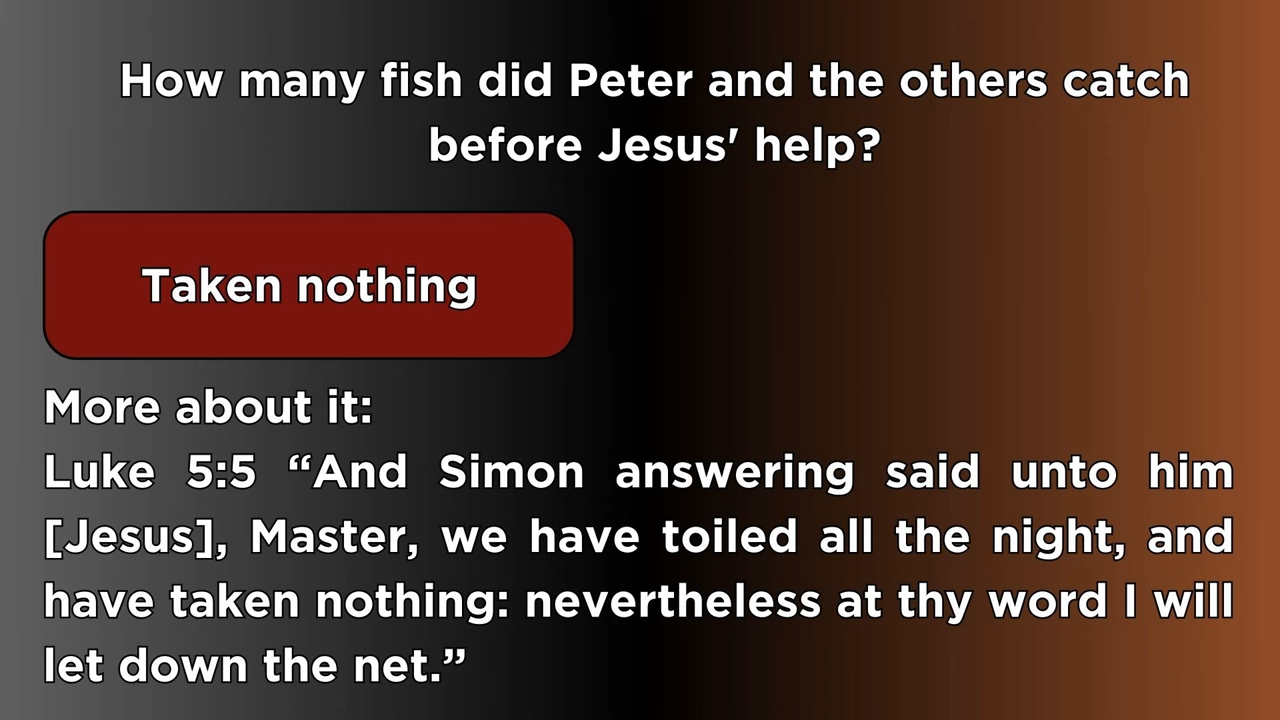 How many fish did Peter and the others catch
before Jesus' help?
Taken nothing
More about it:
Luke 5:5 “And Simon answering said unto him
[Jesus], Master, we have toiled all the night, and
have taken nothing: nevertheless at thy word I will
let down the net.”